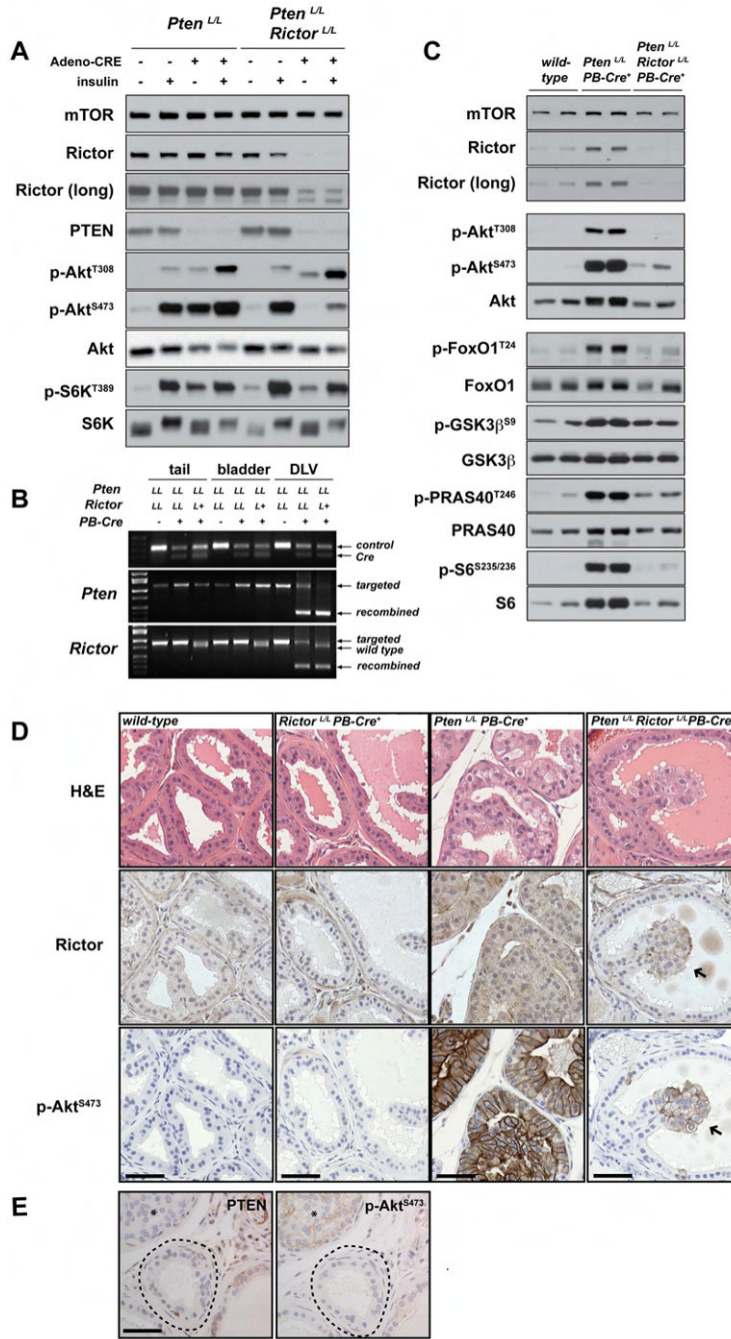 A
Pten L/L
Pten L/L
Rictor L/L
Adeno-CRE - - + + - - + +
insulin - + - + - + - +
mTOR
Rictor
Rictor (long)
PTEN
p-AktT308
p-AktS473
Akt
p-S6KT389
S6K
B
tail bladder DLV
Pten LL LL LL LL LL LL LL LL LL
Rictor LL LL L+ LL LL L+ LL LL L+
PB-Cre - + + - + + - + +
control
Cre
Pten
targeted
recombined
Rictor
targeted
wild type
recombined
C
wild-type
Pten L/L
PB-Cre+
Pten L/L
Rictor L/L
PB-Cre+
mTOR
Rictor
Rictor (long)
p-AktT308
p-AktS473
Akt
p-FoxO1T24
FoxO1
p-GSK3βS9
GSK3β
p-PRAS40T246
PRAS40
p-S6S235/236
S6
D
wild-type
Rictor L/L PB-Cre+
Pten L/L PB-Cre+
Pten L/L Rictor L/L PB-Cre
H&E
Rictor
p-AktS473
E
* PTEN
* p-AktS473